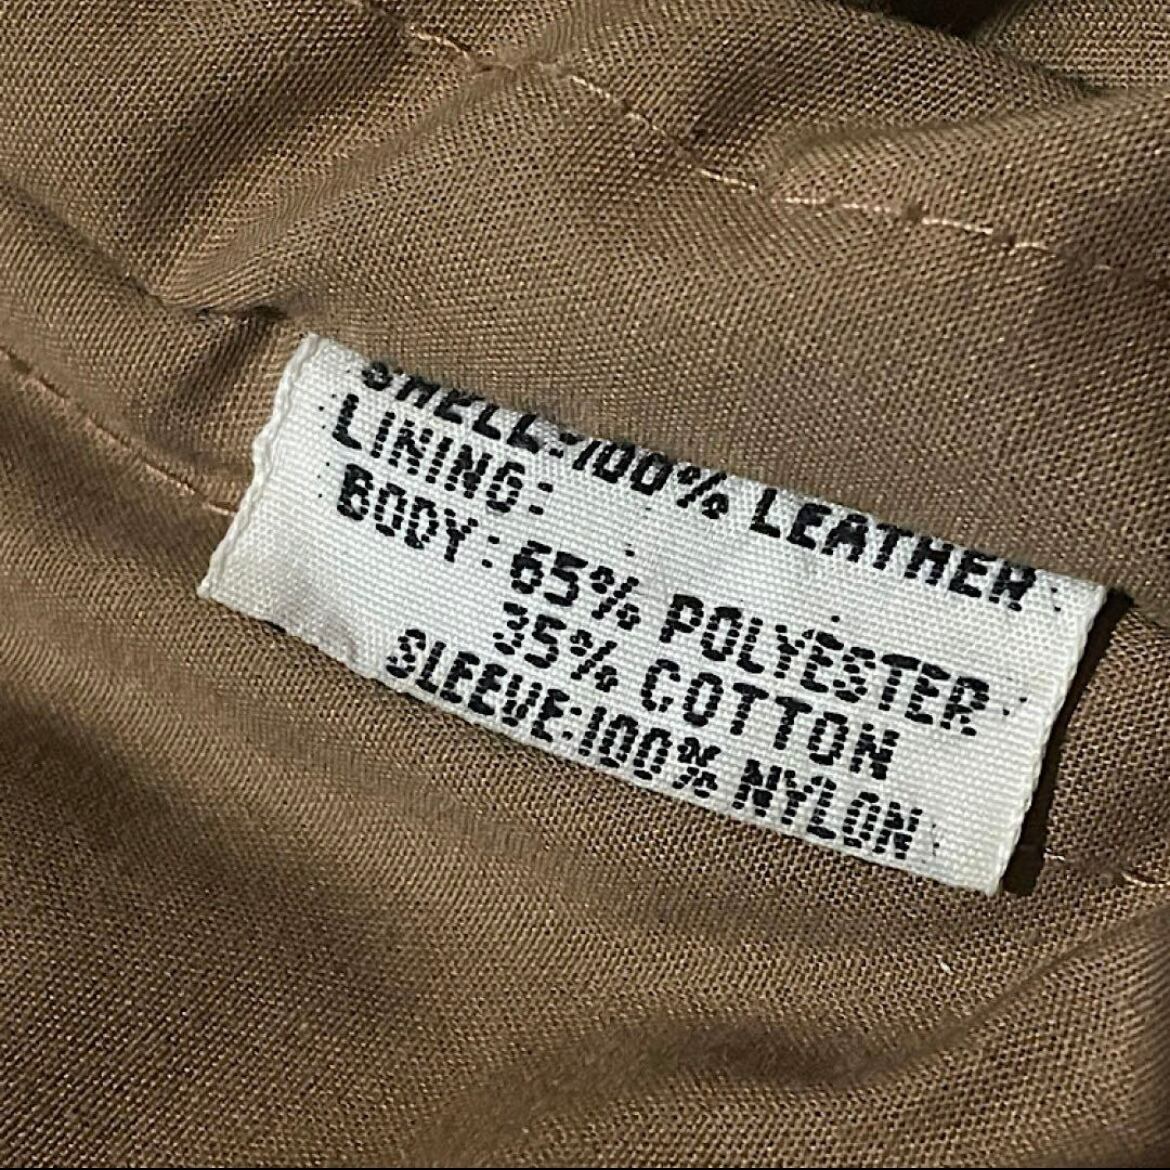 SHELL:100% LEATHER
LINING:
BODY:65% POLYESTER
35% COTTON
SLEEVE:100% NYLON